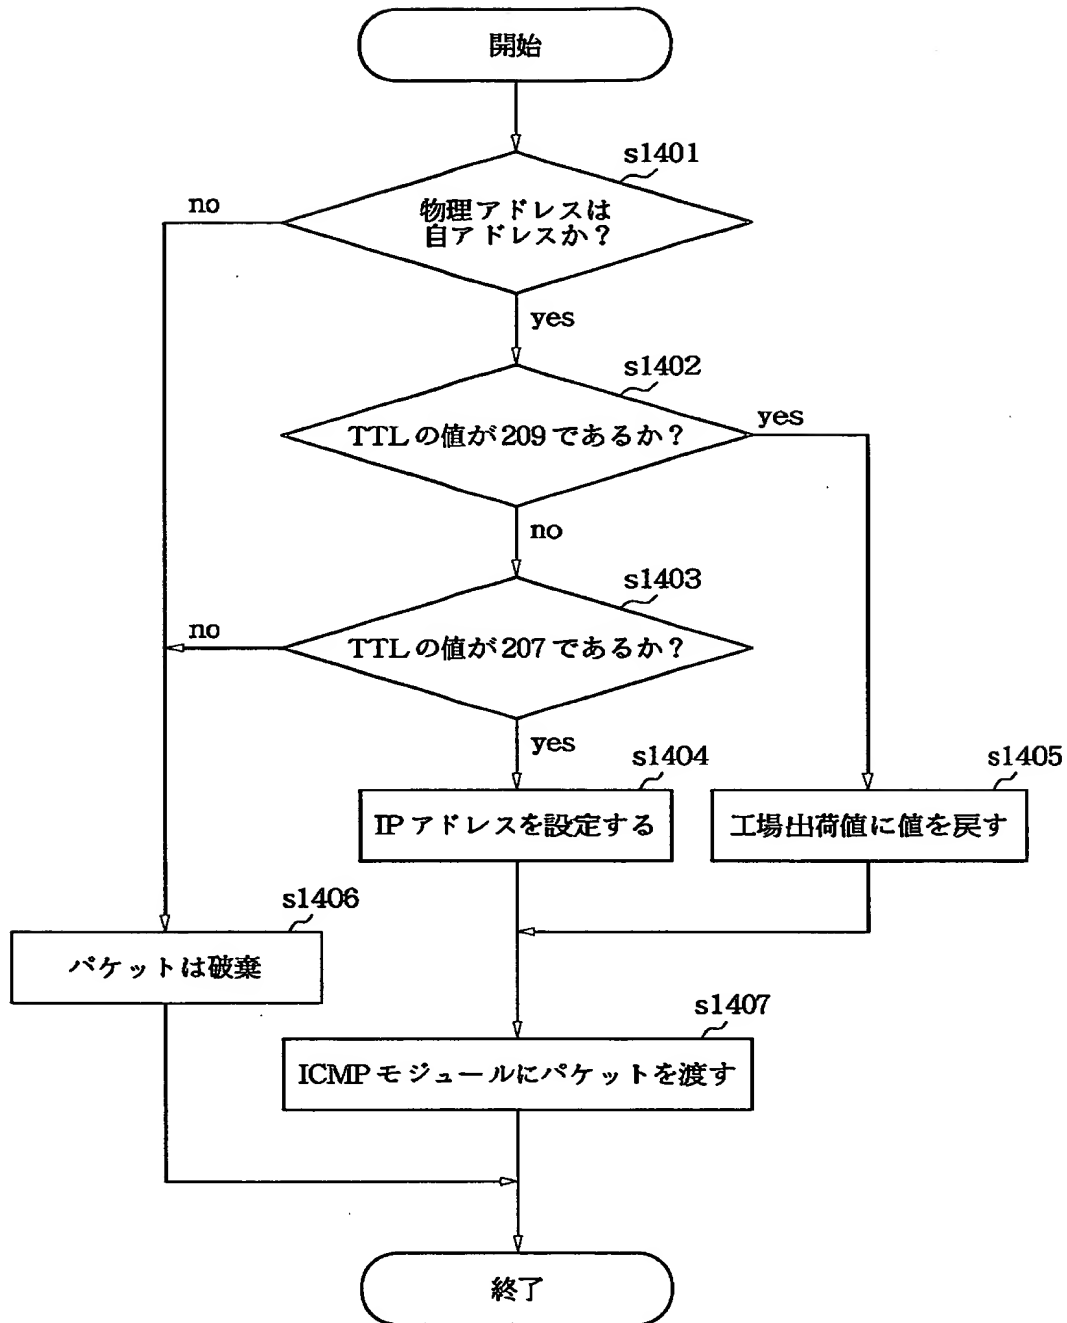 開始
s1401
物理アドレスは
自アドレスか？
no
yes
s1402
TTLの値が209であるか？
yes
no
s1403
TTLの値が207であるか？
no
yes
s1404
IPアドレスを設定する
s1405
工場出荷値に値を戻す
s1406
パケットは破棄
s1407
ICMPモジュールにパケットを渡す
終了